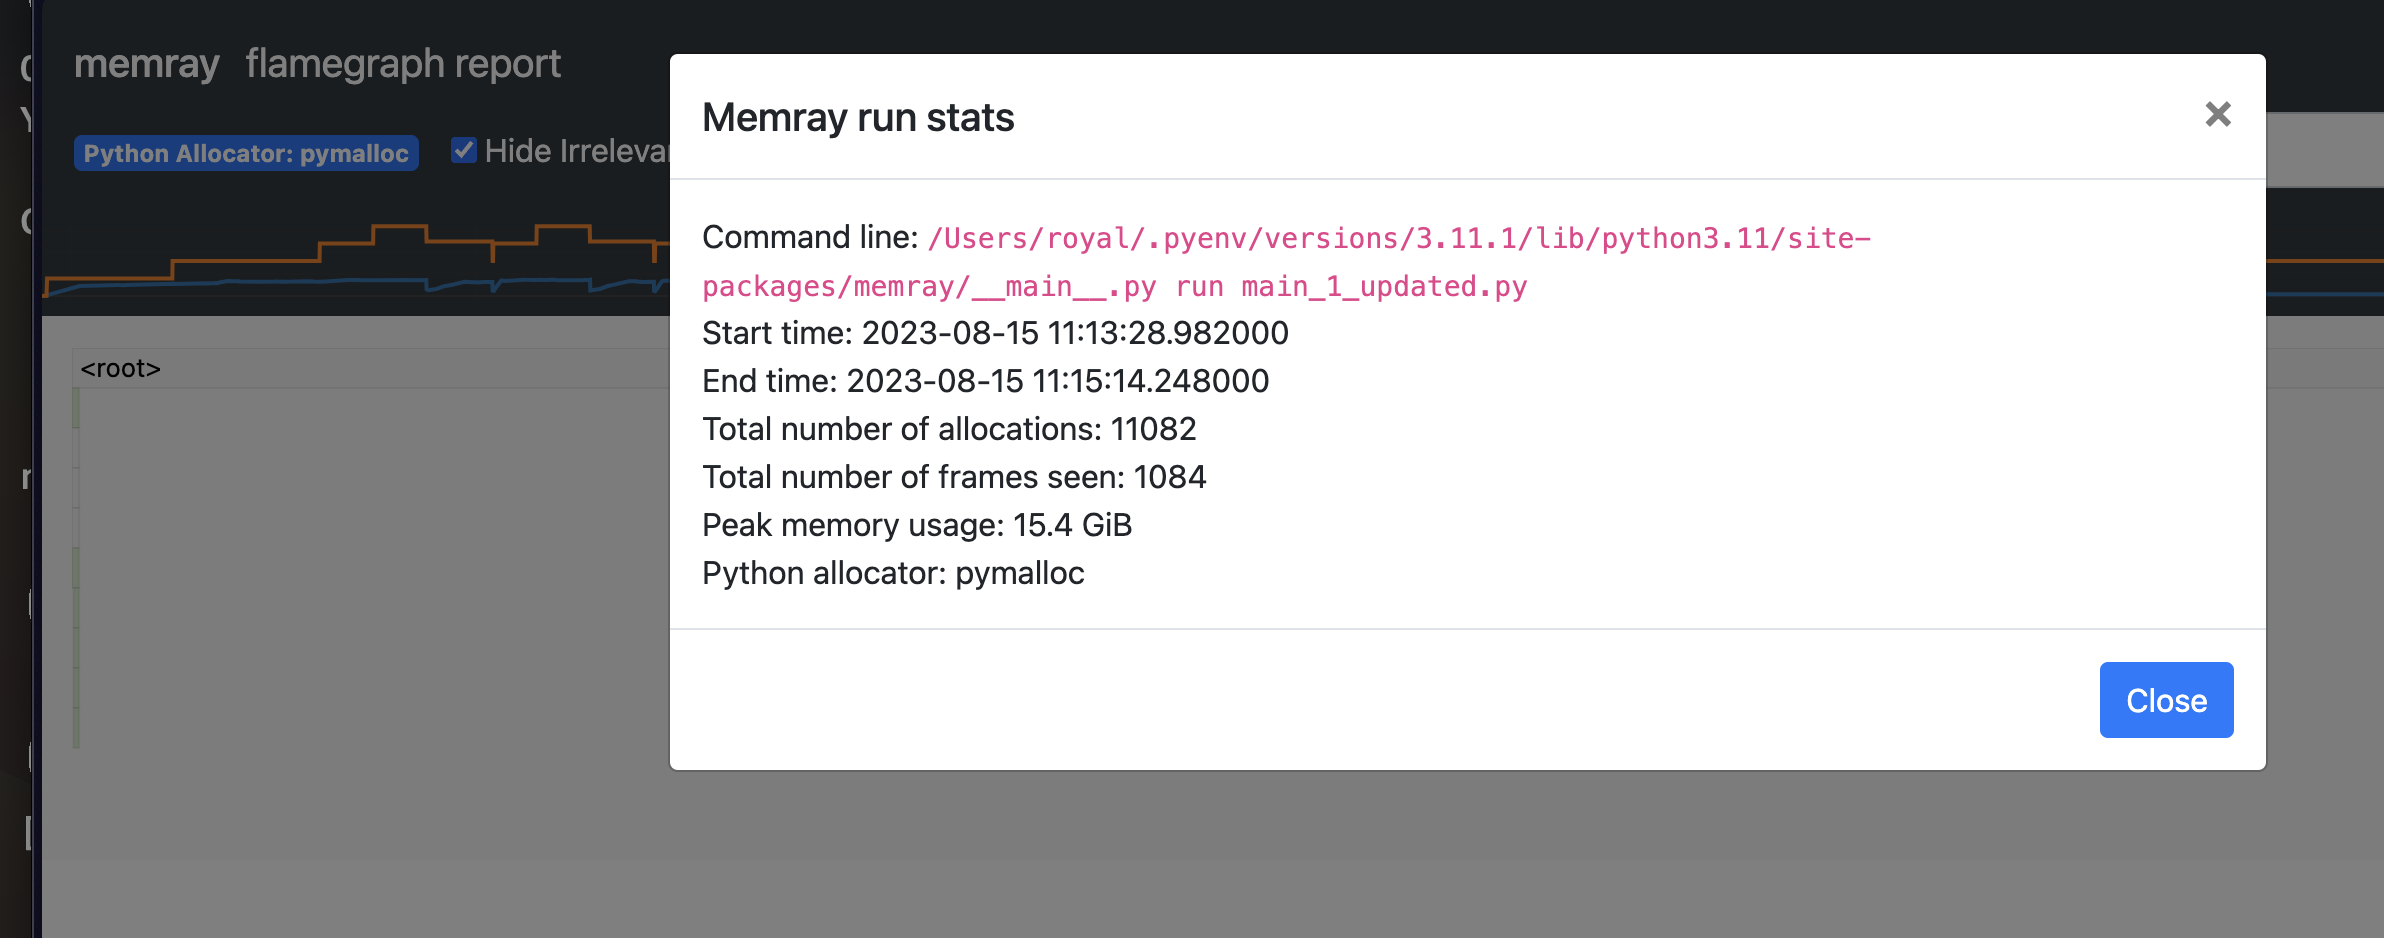 memray flamegraph report
Python Allocator: pymalloc Hide Irreleva
Memray run stats
×
Command line: /Users/royal/.pyenv/versions/3.11.1/lib/python3.11/site-
packages/memray/__main__.py run main_1_updated.py
Start time: 2023-08-15 11:13:28.982000
End time: 2023-08-15 11:15:14.248000
Total number of allocations: 11082
Total number of frames seen: 1084
Peak memory usage: 15.4 GiB
Python allocator: pymalloc
<root>
Close